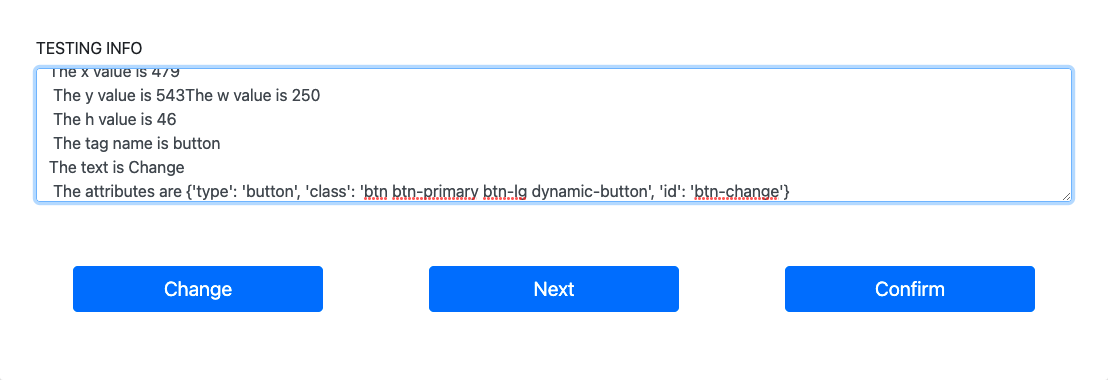 TESTING INFO
The x value is 479
The y value is 543The w value is 250
The h value is 46
The tag name is button
The text is Change
The attributes are {'type': 'button', 'class': 'btn btn-primary btn-lg dynamic-button', 'id': 'btn-change'}
Change
Next
Confirm